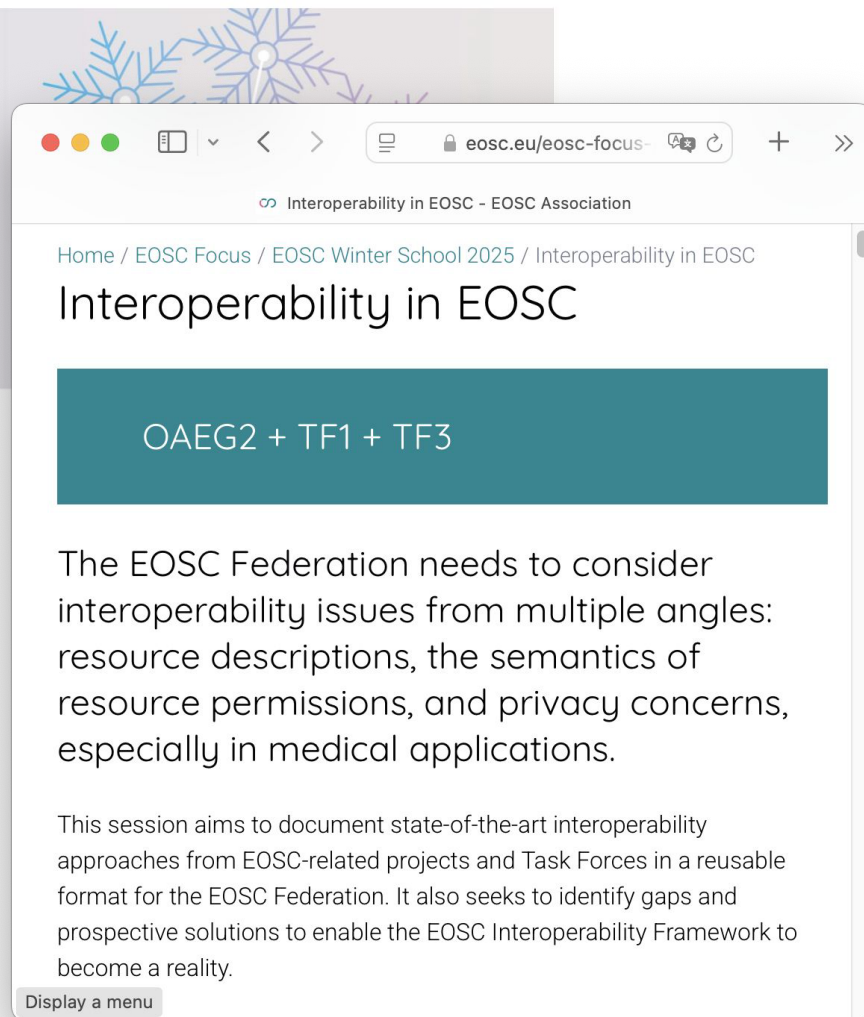 eosc.eu/eosc-focus-
Interoperability in EOSC - EOSC Association
Home / EOSC Focus / EOSC Winter School 2025 / Interoperability in EOSC
Interoperability in EOSC
OAEG2 + TF1 + TF3
The EOSC Federation needs to consider
interoperability issues from multiple angles:
resource descriptions, the semantics of
resource permissions, and privacy concerns,
especially in medical applications.
This session aims to document state-of-the-art interoperability
approaches from EOSC-related projects and Task Forces in a reusable
format for the EOSC Federation. It also seeks to identify gaps and
prospective solutions to enable the EOSC Interoperability Framework to
become a reality.
Display a menu